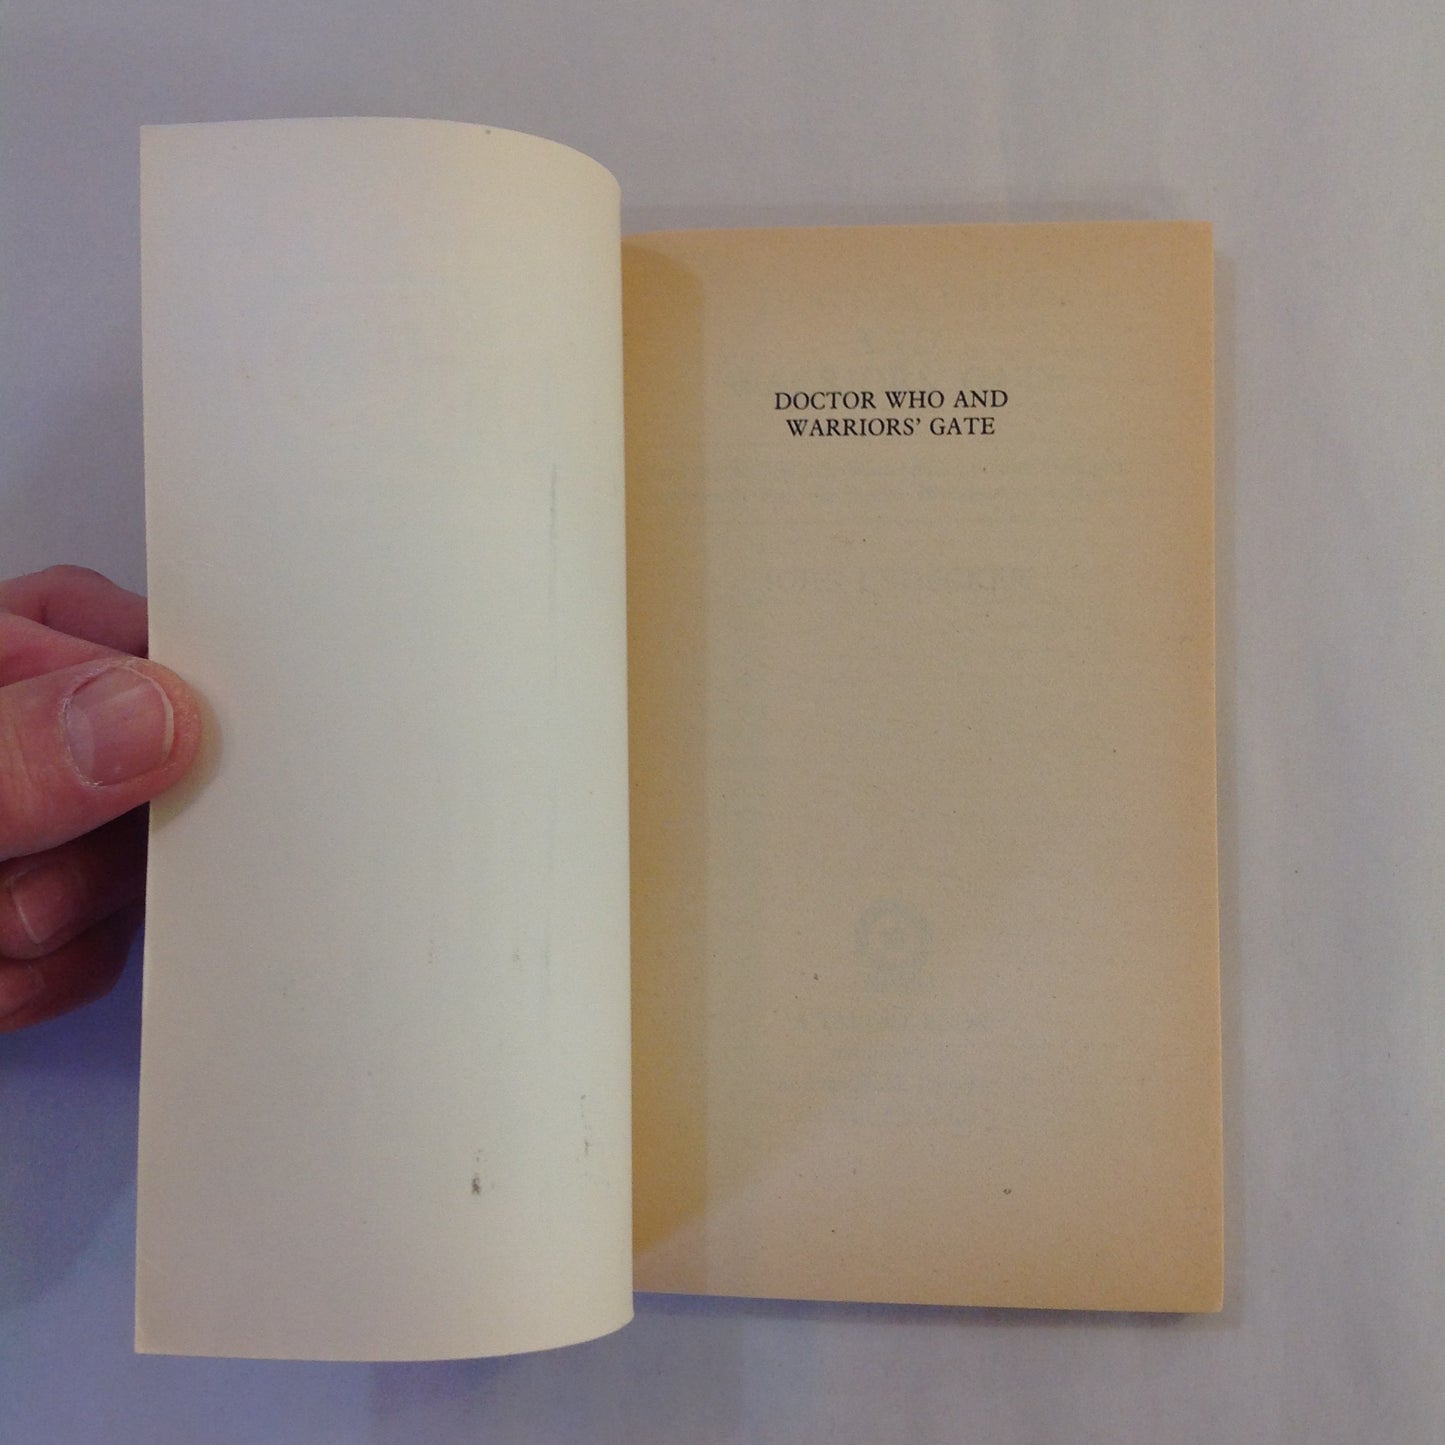 DOCTOR WHO AND
WARRIORS’ GATE